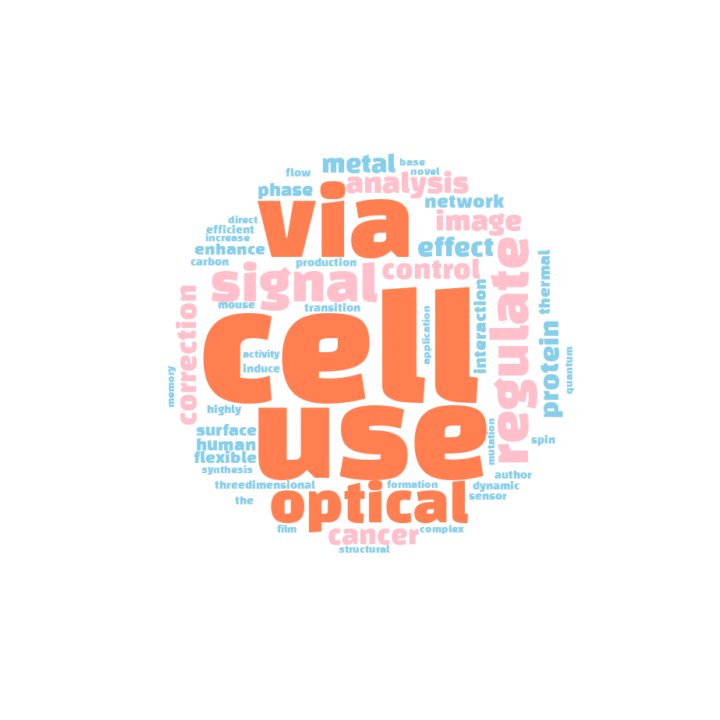 metal
base
flow
novel
analysis
phase
via
network
direct
image
efficient
increase
effect
enhance
carbon
production
control
signal
regulate
thermal
mouse
transition
correction
cell
application
interaction
protein
quantum
activity
induce
memory
highly
use
surface
mutation
spin
human
flexible
synthesis
author
threedimensional
formation
dynamic
optical
sensor
the
film
cancer
complex
structural